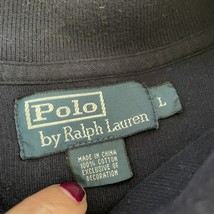 Polo
by Ralph Lauren
L
MADE IN CHINA
100% COTTON
EXCLUSIVE OF
DECORATION